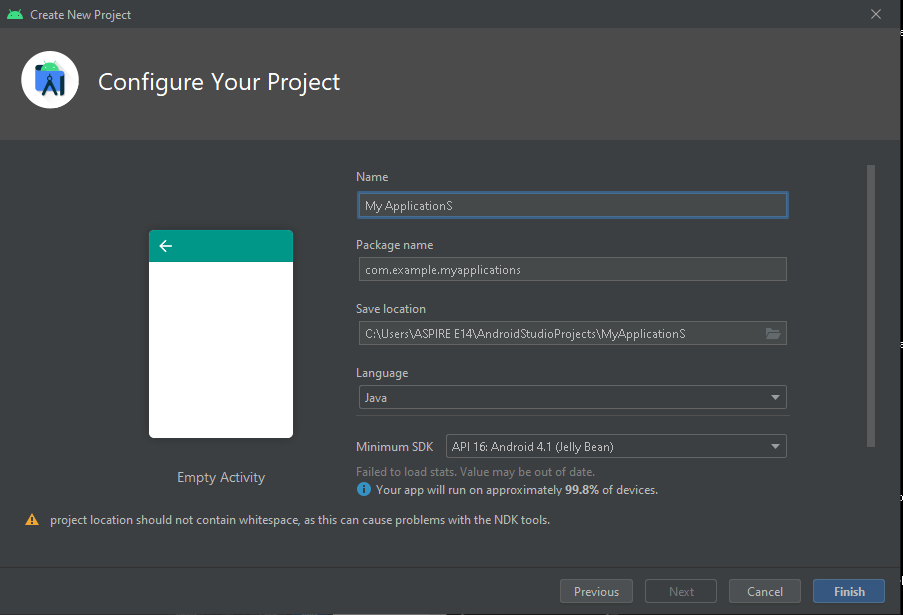 Create New Project
Configure Your Project
Name
My ApplicationS
Package name
com.example.myapplications
Save location
C:\Users\ASPIRE E14\AndroidStudioProjects\MyApplicationS
Language
Java
Minimum SDK API 16: Android 4.1 (Jelly Bean)
Failed to load stats. Value may be out of date.
Your app will run on approximately 99.8% of devices.
Empty Activity
project location should not contain whitespace, as this can cause problems with the NDK tools.
Previous Next Cancel Finish